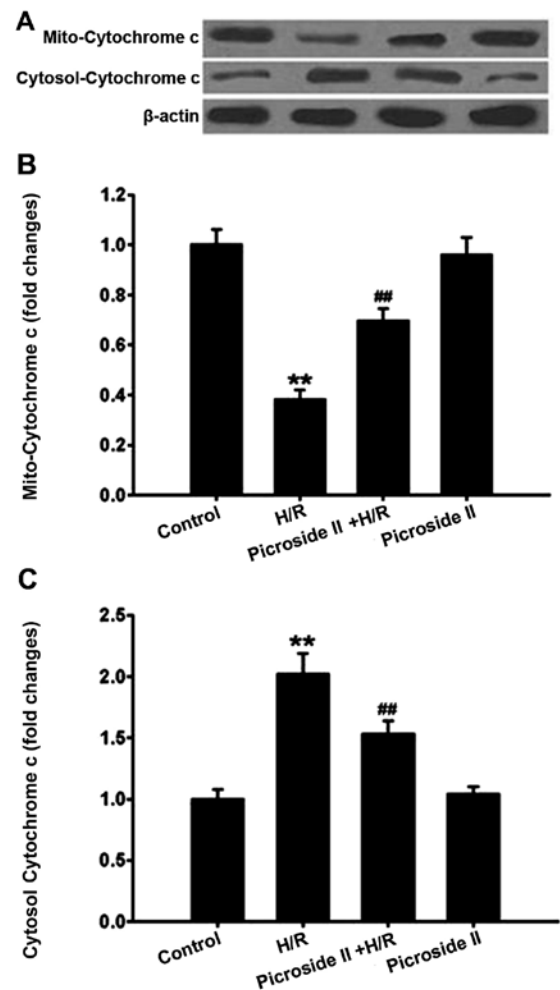 A
Mito-Cytochrome c
Cytosol-Cytochrome c
β-actin
B
Mito-Cytochrome c (fold changes)
1.2
1.0
0.8
0.6
0.4
0.2
0.0
**
##
Control
H/R
Picroside II +H/R
Picroside II
C
Cytosol Cytochrome c (fold changes)
2.5
2.0
1.5
1.0
0.5
0.0
**
##
Control
H/R
Picroside II +H/R
Picroside II